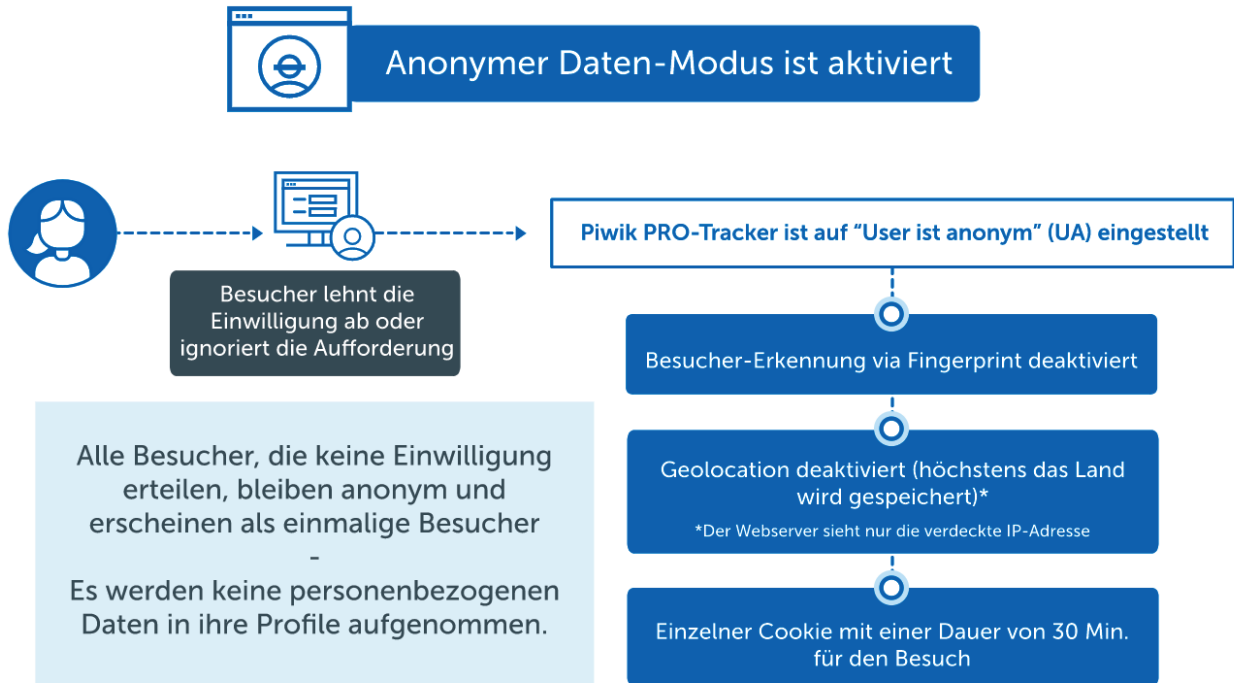 Anonymer Daten-Modus ist aktiviert
Piwik PRO-Tracker ist auf “User ist anonym” (UA) eingestellt
Besucher lehnt die
Einwilligung ab oder
ignoriert die Aufforderung
Besucher-Erkennung via Fingerprint deaktiviert
Alle Besucher, die keine Einwilligung
erteilen, bleiben anonym und
erscheinen als einmalige Besucher
-
Es werden keine personenbezogenen
Daten in ihre Profile aufgenommen.
Geolocation deaktiviert (höchstens das Land
wird gespeichert)*
*Der Webserver sieht nur die verdeckte IP-Adresse
Einzelner Cookie mit einer Dauer von 30 Min.
für den Besuch